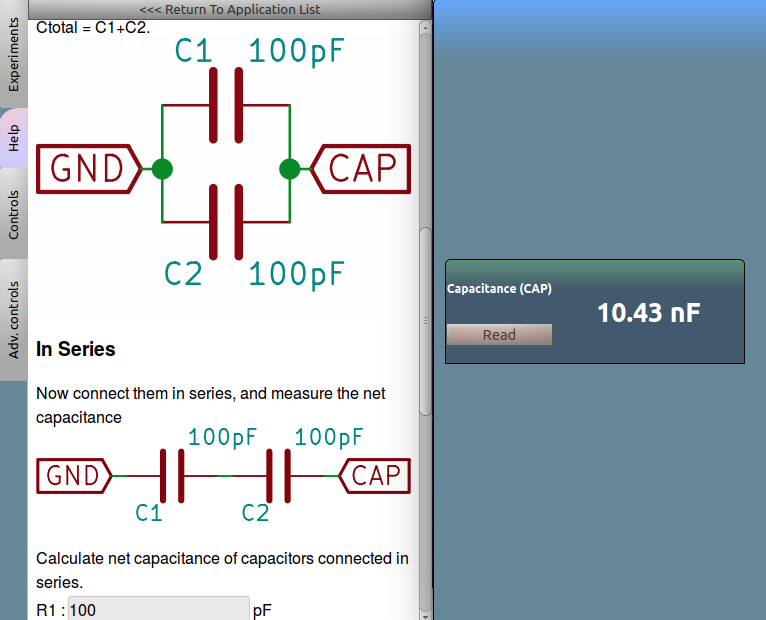 <<< Return To Application List
Experiments
Help
Controls
Adv. controls
Ctotal = C1+C2.
C1 100pF
GND CAP
C2 100pF
In Series
Now connect them in series, and measure the net
capacitance
100pF 100pF
GND CAP
C1 C2
Calculate net capacitance of capacitors connected in
series.
R1 : 100 pF
Capacitance (CAP)
10.43 nF
Read